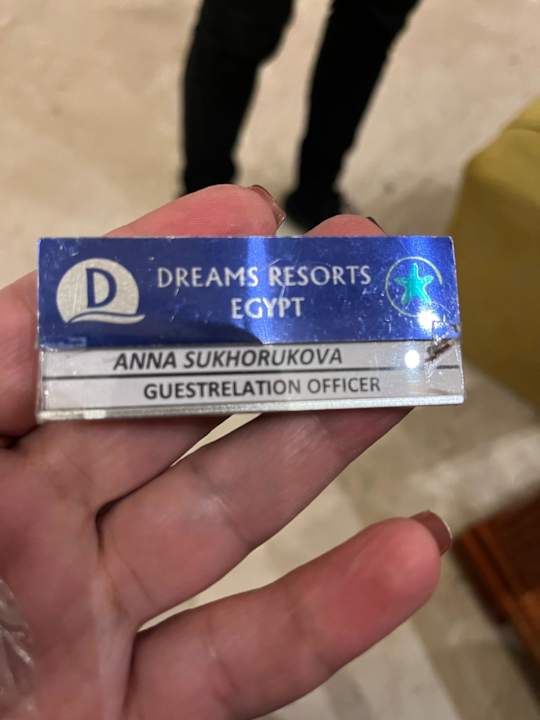 D
DREAMS RESORTS
EGYPT
ANNA SUKHORUKOVA
GUESTRELATION OFFICER